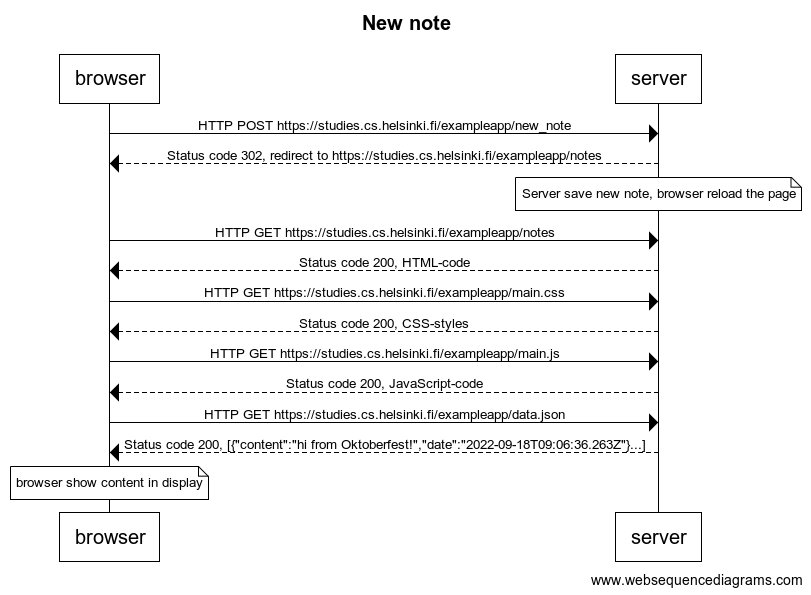 New note
browser
server
HTTP POST https://studies.cs.helsinki.fi/exampleapp/new_note
Status code 302, redirect to https://studies.cs.helsinki.fi/exampleapp/notes
Server save new note, browser reload the page
HTTP GET https://studies.cs.helsinki.fi/exampleapp/notes
Status code 200, HTML-code
HTTP GET https://studies.cs.helsinki.fi/exampleapp/main.css
Status code 200, CSS-styles
HTTP GET https://studies.cs.helsinki.fi/exampleapp/main.js
Status code 200, JavaScript-code
HTTP GET https://studies.cs.helsinki.fi/exampleapp/data.json
Status code 200, [{"content":"hi from Oktoberfest!","date":"2022-09-18T09:06:36.263Z"}...]
browser show content in display
browser
server
www.websequencediagrams.com